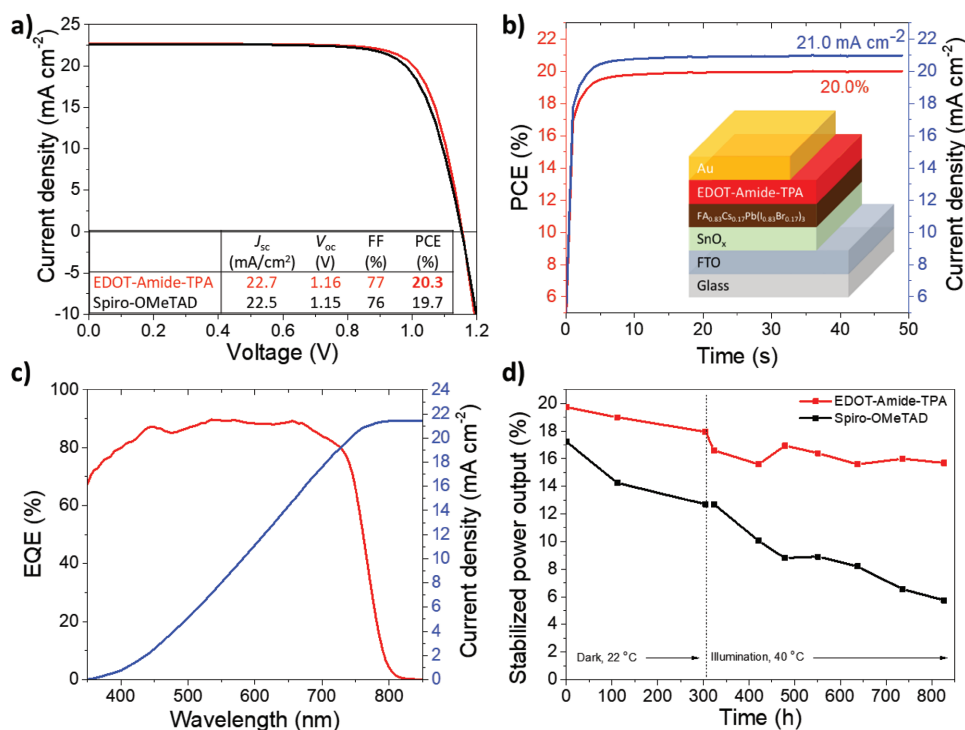 a)
Current density (mA cm⁻²)
25
20
15
10
5
0
-5
-10
Jsc Voc FF PCE
(mA/cm²) (V) (%) (%)
EDOT-Amide-TPA 22.7 1.16 77 20.3
Spiro-OMeTAD 22.5 1.15 76 19.7
0.0 0.2 0.4 0.6 0.8 1.0 1.2
Voltage (V)
b)
PCE (%)
22
20
18
16
14
12
10
8
6
21.0 mA cm⁻²
20.0%
Au
EDOT-Amide-TPA
FA0.83Cs0.17Pb(I0.83Br0.17)3
SnOx
FTO
Glass
22
20
18
16
14
12
10
8
6
Current density (mA cm⁻²)
0 10 20 30 40 50
Time (s)
c)
EQE (%)
100
80
60
40
20
0
24
22
20
18
16
14
12
10
8
6
4
2
0
Current density (mA cm⁻²)
400 500 600 700 800
Wavelength (nm)
d)
Stabilized power output (%)
20
18
16
14
12
10
8
6
4
2
0
EDOT-Amide-TPA
Spiro-OMeTAD
Dark, 22 °C
Illumination, 40 °C
0 100 200 300 400 500 600 700 800
Time (h)